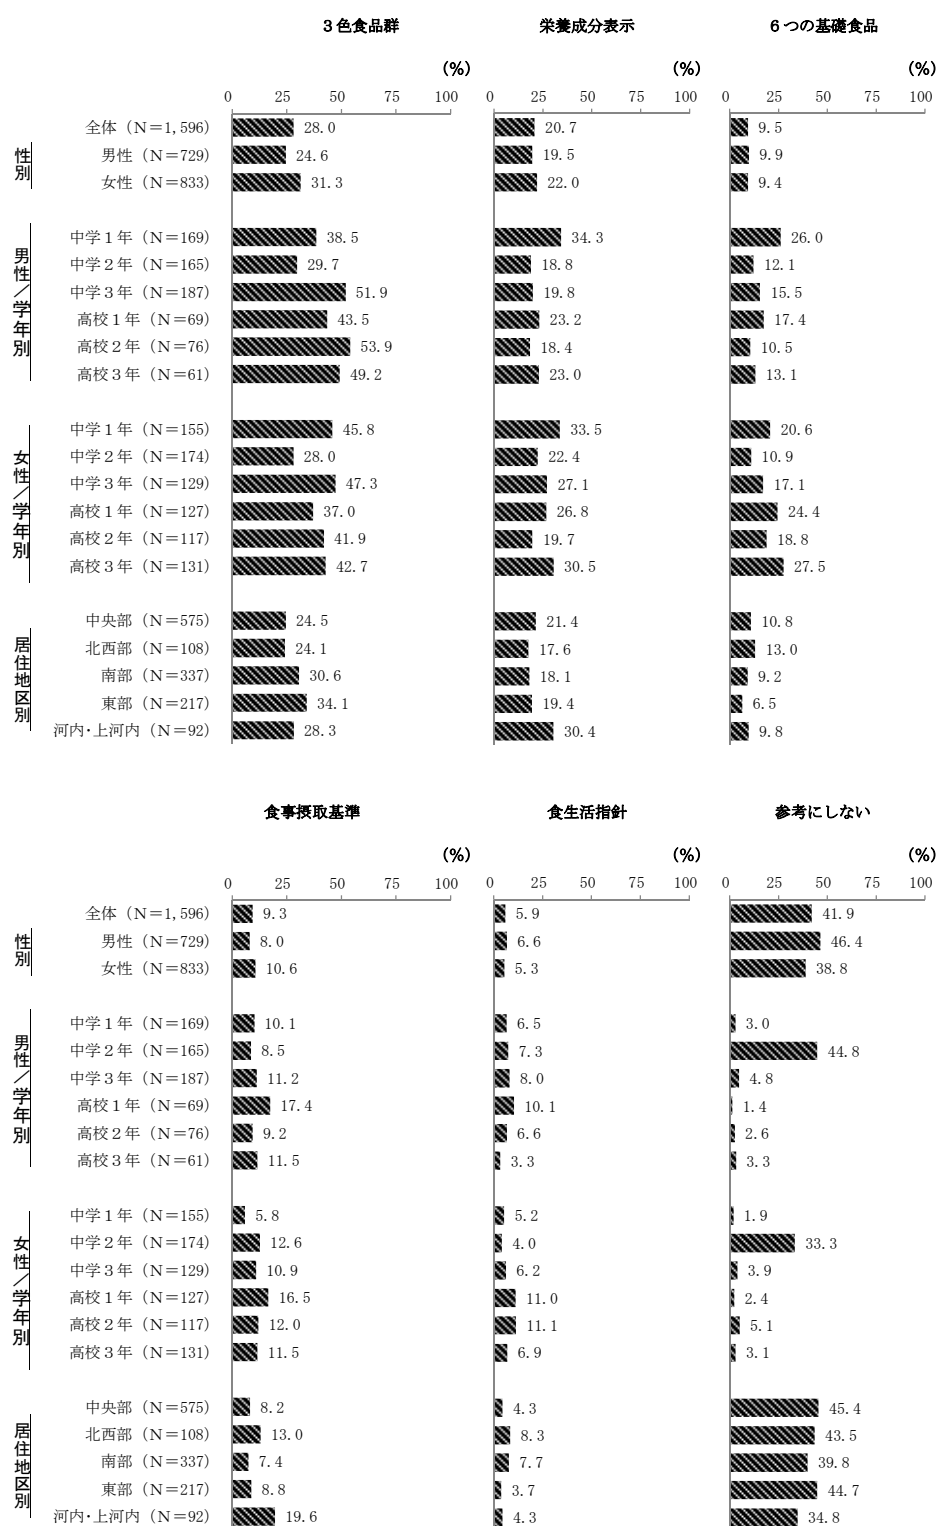 ３色食品群 栄養成分表示 ６つの基礎食品
(%) (%) (%)
0 25 50 75 100 0 25 50 75 100 0 25 50 75 100
全体（N＝1,596） 28.0 20.7 9.5
性別
男性（N＝729） 24.6 19.5 9.9
女性（N＝833） 31.3 22.0 9.4
男性／学年別
中学１年（N＝169） 38.5 34.3 26.0
中学２年（N＝165） 29.7 18.8 12.1
中学３年（N＝187） 51.9 19.8 15.5
高校１年（N＝69） 43.5 23.2 17.4
高校２年（N＝76） 53.9 18.4 10.5
高校３年（N＝61） 49.2 23.0 13.1
女性／学年別
中学１年（N＝155） 45.8 33.5 20.6
中学２年（N＝174） 28.0 22.4 10.9
中学３年（N＝129） 47.3 27.1 17.1
高校１年（N＝127） 37.0 26.8 24.4
高校２年（N＝117） 41.9 19.7 18.8
高校３年（N＝131） 42.7 30.5 27.5
居住地区別
中央部（N＝575） 24.5 21.4 10.8
北西部（N＝108） 24.1 17.6 13.0
南部（N＝337） 30.6 18.1 9.2
東部（N＝217） 34.1 19.4 6.5
河内･上河内（N＝92） 28.3 30.4 9.8
食事摂取基準 食生活指針 参考にしない
(%) (%) (%)
0 25 50 75 100 0 25 50 75 100 0 25 50 75 100
全体（N＝1,596） 9.3 5.9 41.9
性別
男性（N＝729） 8.0 6.6 46.4
女性（N＝833） 10.6 5.3 38.8
男性／学年別
中学１年（N＝169） 10.1 6.5 3.0
中学２年（N＝165） 8.5 7.3 44.8
中学３年（N＝187） 11.2 8.0 4.8
高校１年（N＝69） 17.4 10.1 1.4
高校２年（N＝76） 9.2 6.6 2.6
高校３年（N＝61） 11.5 3.3 3.3
女性／学年別
中学１年（N＝155） 5.8 5.2 1.9
中学２年（N＝174） 12.6 4.0 33.3
中学３年（N＝129） 10.9 6.2 3.9
高校１年（N＝127） 16.5 11.0 2.4
高校２年（N＝117） 12.0 11.1 5.1
高校３年（N＝131） 11.5 6.9 3.1
居住地区別
中央部（N＝575） 8.2 4.3 45.4
北西部（N＝108） 13.0 8.3 43.5
南部（N＝337） 7.4 7.7 39.8
東部（N＝217） 8.8 3.7 44.7
河内･上河内（N＝92） 19.6 4.3 34.8